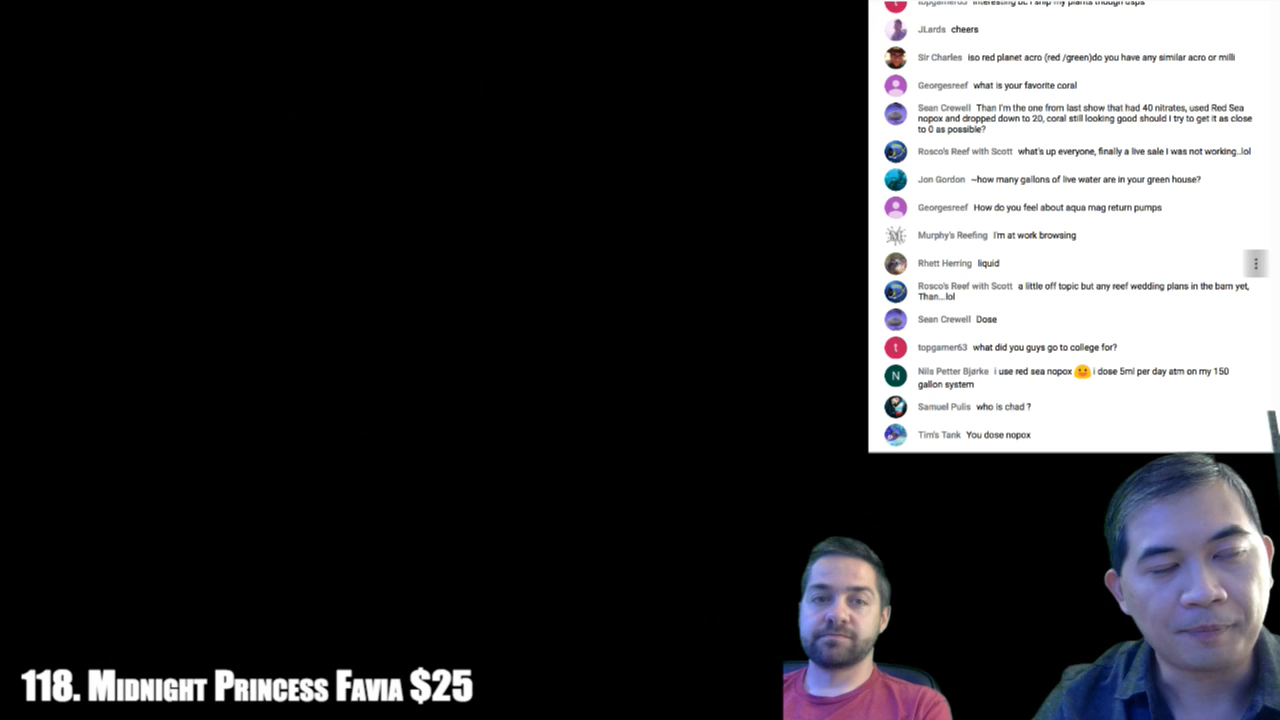 topgamer63 interesting bc i ship my plants though usps
JLards cheers
Sir Charles iso red planet acro (red /green)do you have any similar acro or milli
Georgesreef what is your favorite coral
Sean Crewell Than I'm the one from last show that had 40 nitrates, used Red Sea
nopox and dropped down to 20, coral still looking good should I try to get it as close
to 0 as possible?
Rosco's Reef with Scott what's up everyone, finally a live sale I was not working..lol
Jon Gordon ~how many gallons of live water are in your green house?
Georgesreef How do you feel about aqua mag return pumps
Murphy's Reefing I'm at work browsing
Rhett Herring liquid
Rosco's Reef with Scott a little off topic but any reef wedding plans in the barn yet,
Than...lol
Sean Crewell Dose
t topgamer63 what did you guys go to college for?
N Nils Petter Bjørke i use red sea nopox i dose 5ml per day atm on my 150
gallon system
Samuel Pulis who is chad ?
Tim's Tank You dose nopox
118. Midnight Princess Favia $25